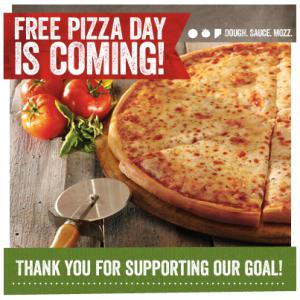 FREE PIZZA DAY
IS COMING!
DOUGH. SAUCE. MOZZ.
THANK YOU FOR SUPPORTING OUR GOAL!